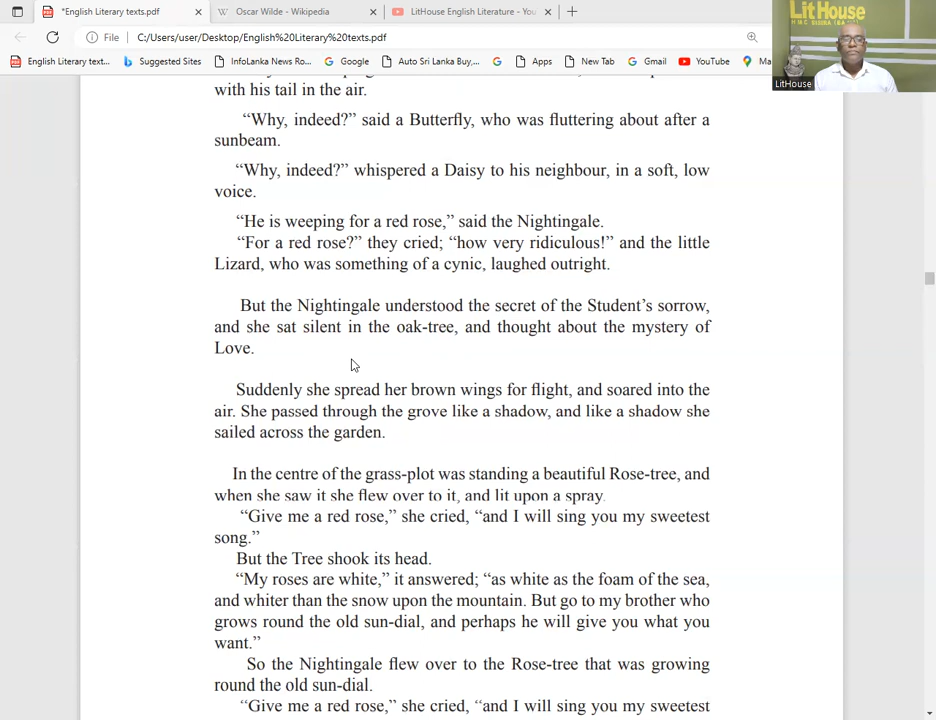 *English Literary texts.pdf
Oscar Wilde - Wikipedia
LitHouse English Literature - You
File
C:/Users/user/Desktop/English%20Literary%20texts.pdf
English Literary text...
Suggested Sites
InfoLanka News Ro...
Google
Auto Sri Lanka Buy,...
Apps
New Tab
Gmail
YouTube
Ma
LitHouse
LitHouse
with his tail in the air.
“Why, indeed?” said a Butterfly, who was fluttering about after a
sunbeam.
“Why, indeed?” whispered a Daisy to his neighbour, in a soft, low
voice.
“He is weeping for a red rose,” said the Nightingale.
“For a red rose?” they cried; “how very ridiculous!” and the little
Lizard, who was something of a cynic, laughed outright.
But the Nightingale understood the secret of the Student’s sorrow,
and she sat silent in the oak-tree, and thought about the mystery of
Love.
Suddenly she spread her brown wings for flight, and soared into the
air. She passed through the grove like a shadow, and like a shadow she
sailed across the garden.
In the centre of the grass-plot was standing a beautiful Rose-tree, and
when she saw it she flew over to it, and lit upon a spray.
“Give me a red rose,” she cried, “and I will sing you my sweetest
song.”
But the Tree shook its head.
“My roses are white,” it answered; “as white as the foam of the sea,
and whiter than the snow upon the mountain. But go to my brother who
grows round the old sun-dial, and perhaps he will give you what you
want.”
So the Nightingale flew over to the Rose-tree that was growing
round the old sun-dial.
“Give me a red rose,” she cried, “and I will sing you my sweetest